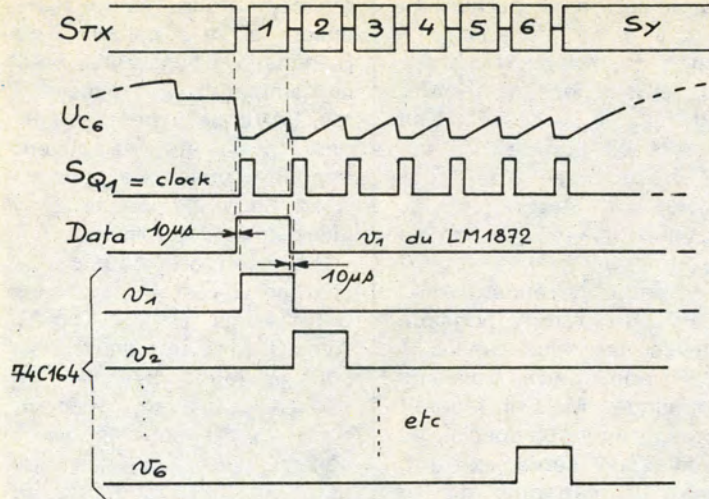 STX 1 2 3 4 5 6 Sy
UC6
SQ1 = clock
Data 10µs v1 du LM1872
10µs
v1
v2
74C164
etc
v6